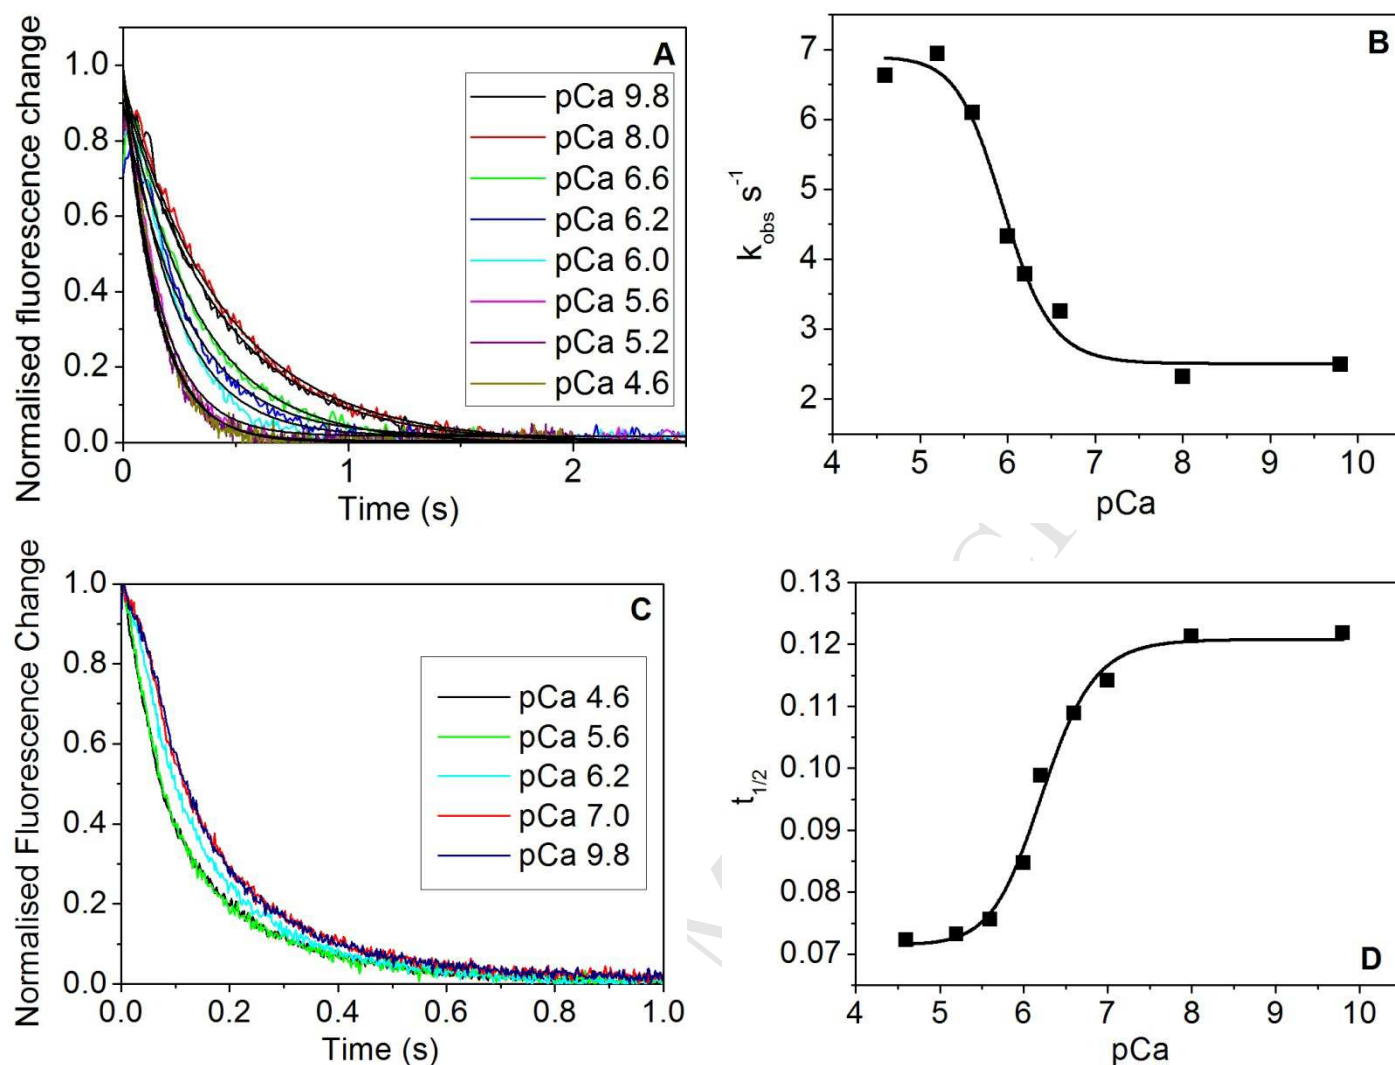 A
Normalised fluorescence change
1.0
0.8
0.6
0.4
0.2
0.0
0
1
2
Time (s)
pCa 9.8
pCa 8.0
pCa 6.6
pCa 6.2
pCa 6.0
pCa 5.6
pCa 5.2
pCa 4.6
B
k_obs s^-1
7
6
5
4
3
2
4
5
6
7
8
9
10
pCa
C
Normalised Fluorescence Change
1.0
0.8
0.6
0.4
0.2
0.0
0.0
0.2
0.4
0.6
0.8
1.0
Time (s)
pCa 4.6
pCa 5.6
pCa 6.2
pCa 7.0
pCa 9.8
D
t_1/2
0.13
0.12
0.11
0.10
0.09
0.08
0.07
4
5
6
7
8
9
10
pCa